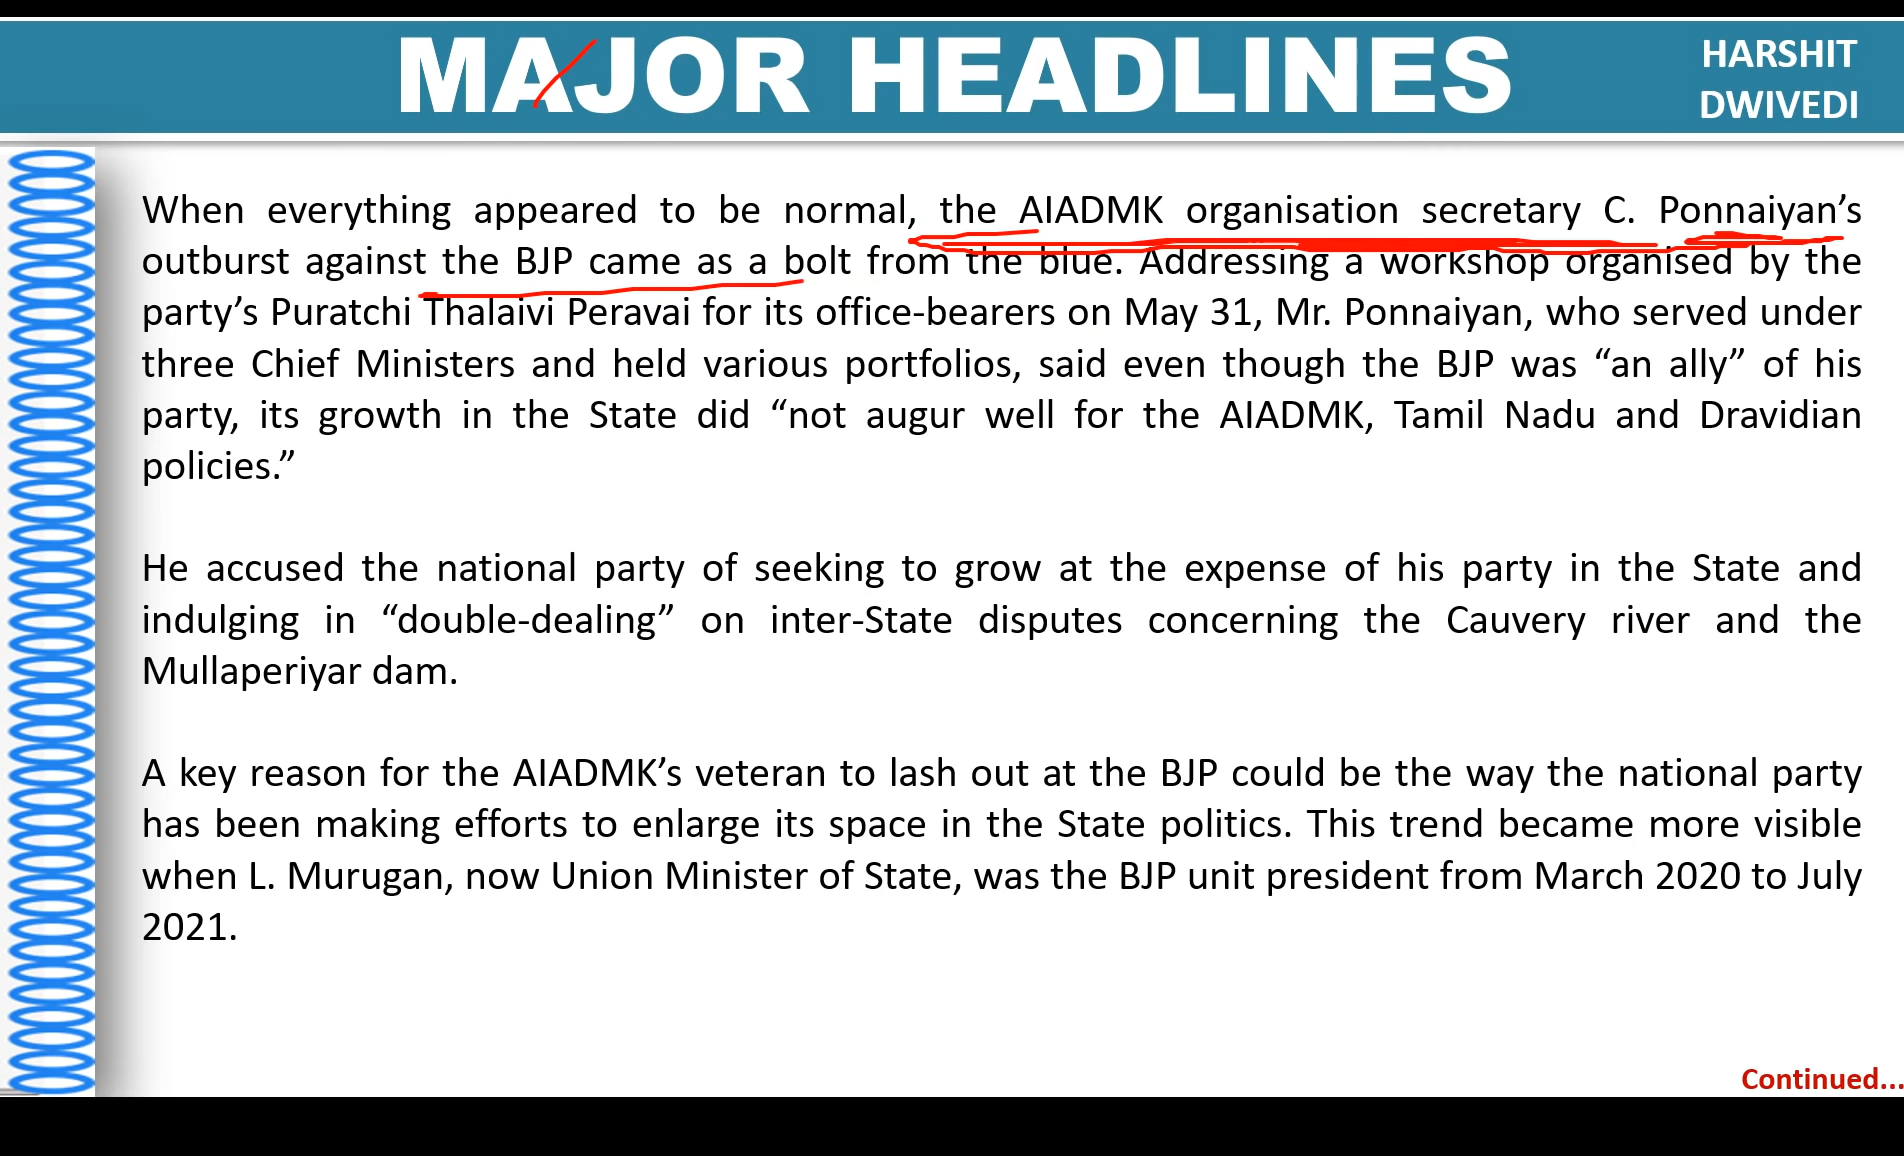 MAJOR HEADLINES
HARSHIT
DWIVEDI
When everything appeared to be normal, the AIADMK organisation secretary C. Ponnaiyan’s
outburst against the BJP came as a bolt from the blue. Addressing a workshop organised by the
party’s Puratchi Thalaivi Peravai for its office-bearers on May 31, Mr. Ponnaiyan, who served under
three Chief Ministers and held various portfolios, said even though the BJP was “an ally” of his
party, its growth in the State did “not augur well for the AIADMK, Tamil Nadu and Dravidian
policies.”
He accused the national party of seeking to grow at the expense of his party in the State and
indulging in “double-dealing” on inter-State disputes concerning the Cauvery river and the
Mullaperiyar dam.
A key reason for the AIADMK’s veteran to lash out at the BJP could be the way the national party
has been making efforts to enlarge its space in the State politics. This trend became more visible
when L. Murugan, now Union Minister of State, was the BJP unit president from March 2020 to July
2021.
Continued...